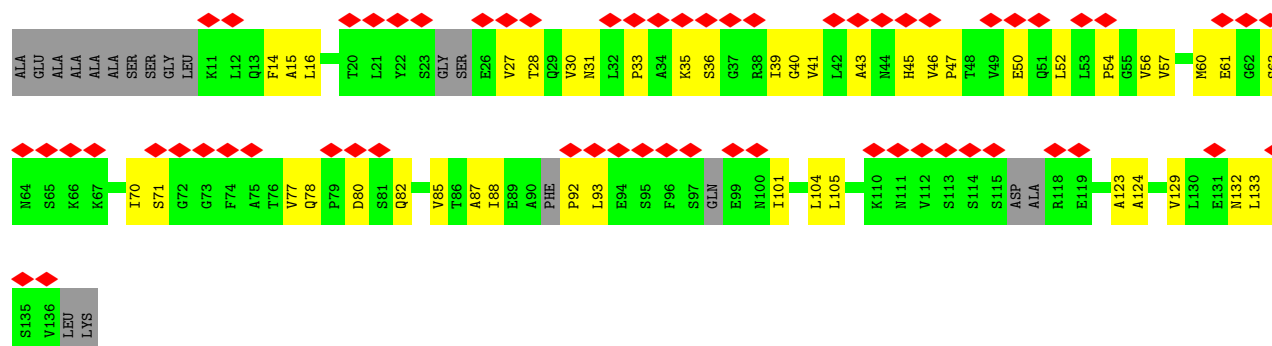 ALA GLU ALA ALA ALA ALA SER SER GLY LEU K11 L12 Q13 F14 A15 L16 T20 L21 Y22 S23 GLY SER E26 V27 T28 Q29 V30 N31 L32 P33 A34 K35 S36 G37 R38 I39 G40 V41 L42 A43 N44 H45 V46 P47 T48 V49 E50 Q51 L52 L53 P54 G55 V56 V57 M60 E61 G62 S63
N64 S65 K66 K67 I70 S71 G72 G73 F74 A75 T76 V77 Q78 P79 D80 S81 Q82 V85 T86 A87 I88 E89 A90 PHE P92 L93 E94 S95 F96 S97 GLN E99 N100 I101 L104 L105 K110 N111 V112 S113 S114 S115 ASP ALA R118 E119 A123 A124 V129 L130 E131 N132 L133
S135 V136 LEU LYS